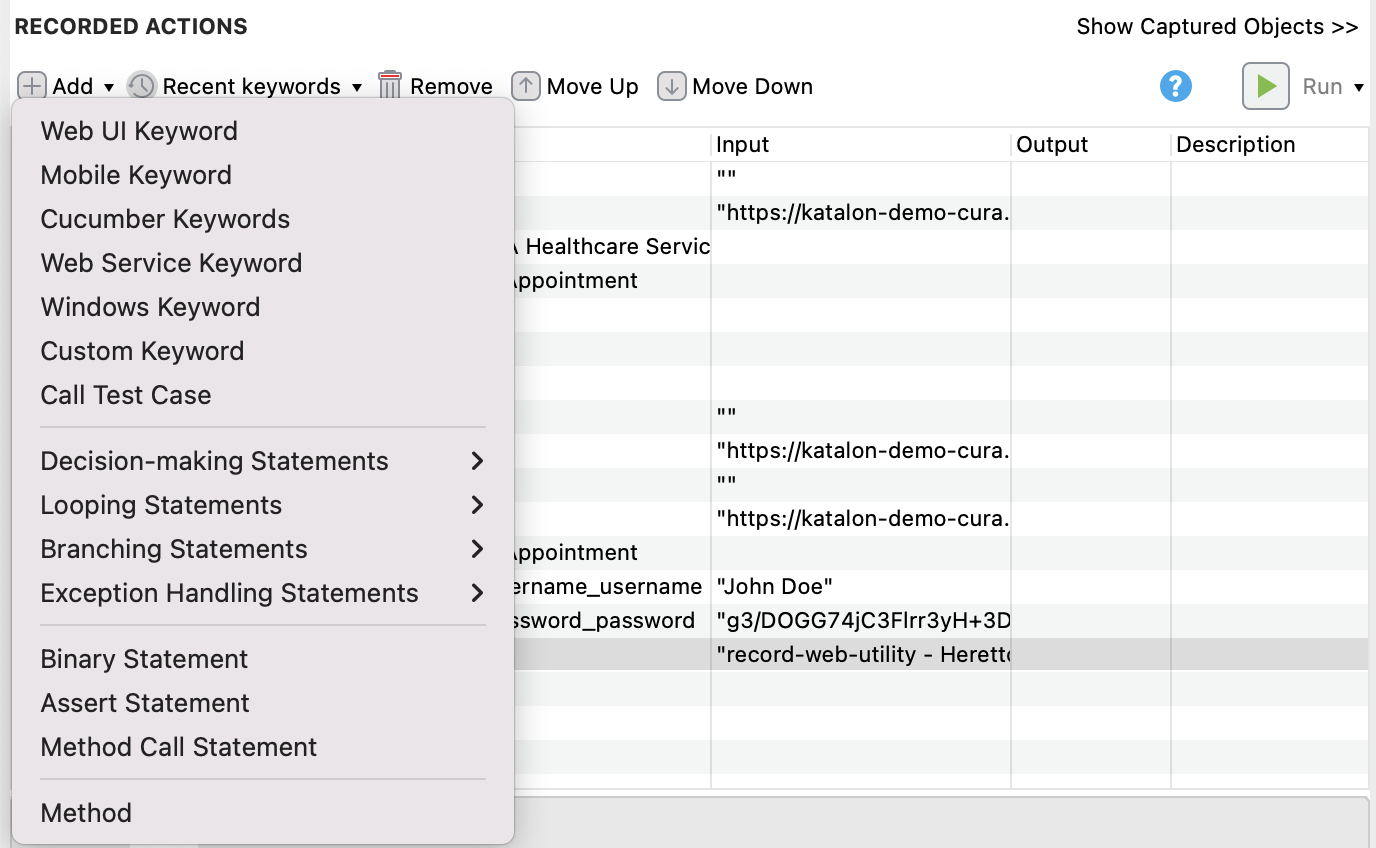 RECORDED ACTIONS Show Captured Objects >>
Add Recent keywords Remove Move Up Move Down ? Run
Web UI Keyword
Mobile Keyword
Cucumber Keywords
Web Service Keyword
Windows Keyword
Custom Keyword
Call Test Case
Decision-making Statements
Looping Statements
Branching Statements
Exception Handling Statements
Binary Statement
Assert Statement
Method Call Statement
Method
Input Output Description
""
"https://katalon-demo-cura.
Healthcare Servic
ppointment
""
"https://katalon-demo-cura.
""
"https://katalon-demo-cura.
ppointment
ername_username "John Doe"
ssword_password "g3/DOGG74jC3Flrr3yH+3D
"record-web-utility - Herett